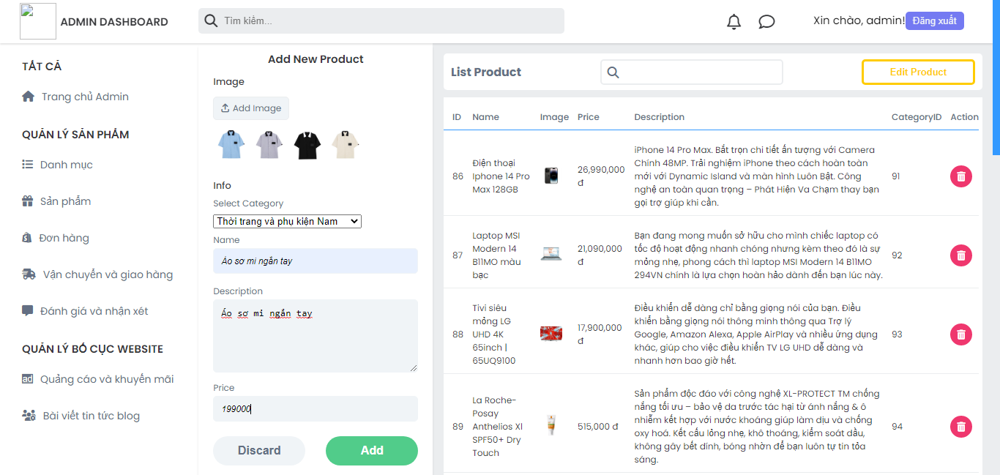 ADMIN DASHBOARD
Tìm kiếm...
Xin chào, admin!
Đăng xuất
TẤT CẢ
Trang chủ Admin
QUẢN LÝ SẢN PHẨM
Danh mục
Sản phẩm
Đơn hàng
Vận chuyển và giao hàng
Đánh giá và nhận xét
QUẢN LÝ BỐ CỤC WEBSITE
Quảng cáo và khuyến mãi
Bài viết tin tức blog
Add New Product
Image
Add Image
Info
Select Category
Thời trang và phụ kiện Nam
Name
Áo sơ mi ngắn tay
Description
Áo sơ mi ngắn tay
Price
199000
Discard
Add
List Product
Edit Product
ID Name Image Price Description CategoryID Action
86
Điện thoại
Iphone 14 Pro
Max 128GB
26,990,000
đ
iPhone 14 Pro Max. Bắt trọn chi tiết ấn tượng với Camera
Chính 48MP. Trải nghiệm iPhone theo cách hoàn toàn
mới với Dynamic Island và màn hình Luôn Bật. Công
nghệ an toàn quan trọng – Phát Hiện Va Chạm thay bạn
gọi trợ giúp khi cần.
91
87
Laptop MSI
Modern 14
B11MO màu
bạc
21,090,000
đ
Bạn đang mong muốn sở hữu cho mình chiếc laptop có
tốc độ hoạt động nhanh chóng nhưng kèm theo đó là sự
mỏng nhẹ, phong cách thì laptop MSI Modern 14 B11MO
294VN chính là lựa chọn hoàn hảo dành đến bạn lúc này.
92
88
Tivi siêu
mỏng LG
UHD 4K
65inch |
65UQ9100
17,900,000
đ
Điều khiển dễ dàng chỉ bằng giọng nói của bạn. Điều
khiển bằng giọng nói thông minh thông qua Trợ lý
Google, Amazon Alexa, Apple AirPlay và nhiều ứng dụng
khác, giúp cho việc điều khiển TV LG UHD dễ dàng và
nhanh hơn bao giờ hết.
93
89
La Roche-
Posay
Anthelios Xl
SPF50+ Dry
Touch
515,000 đ
Sản phẩm độc đáo với công nghệ XL-PROTECT TM chống
nắng tối ưu – bảo vệ da trước tác hại từ ánh nắng & ô
nhiễm kết hợp với nước khoáng giúp làm dịu và chống
oxy hoá. Kết cấu lỏng nhẹ, khô thoáng, kiểm soát dầu,
không gây bết dính, bóng nhờn để bạn luôn tự tin tỏa
sáng.
94